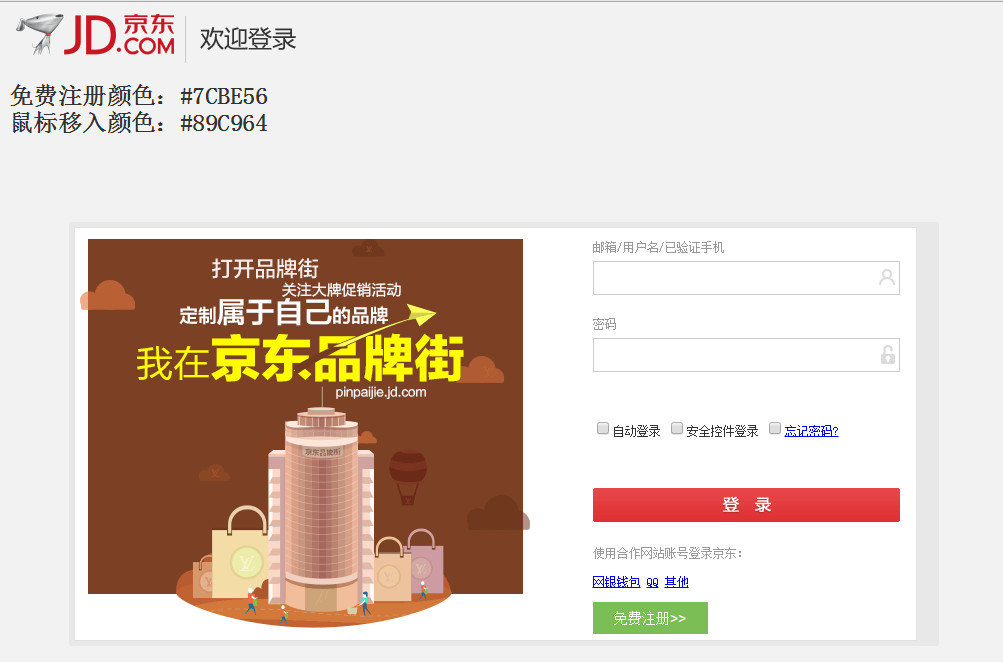 JD.COM 京东
欢迎登录
免费注册颜色：#7CBE56
鼠标移入颜色：#89C964
打开品牌街
关注大牌促销活动
定制属于自己的品牌
我在京东品牌街
pinpaijie.jd.com
京东品牌街
邮箱/用户名/已验证手机
密码
自动登录 安全控件登录 忘记密码?
登 录
使用合作网站账号登录京东：
网银钱包 QQ 其他
免费注册>>